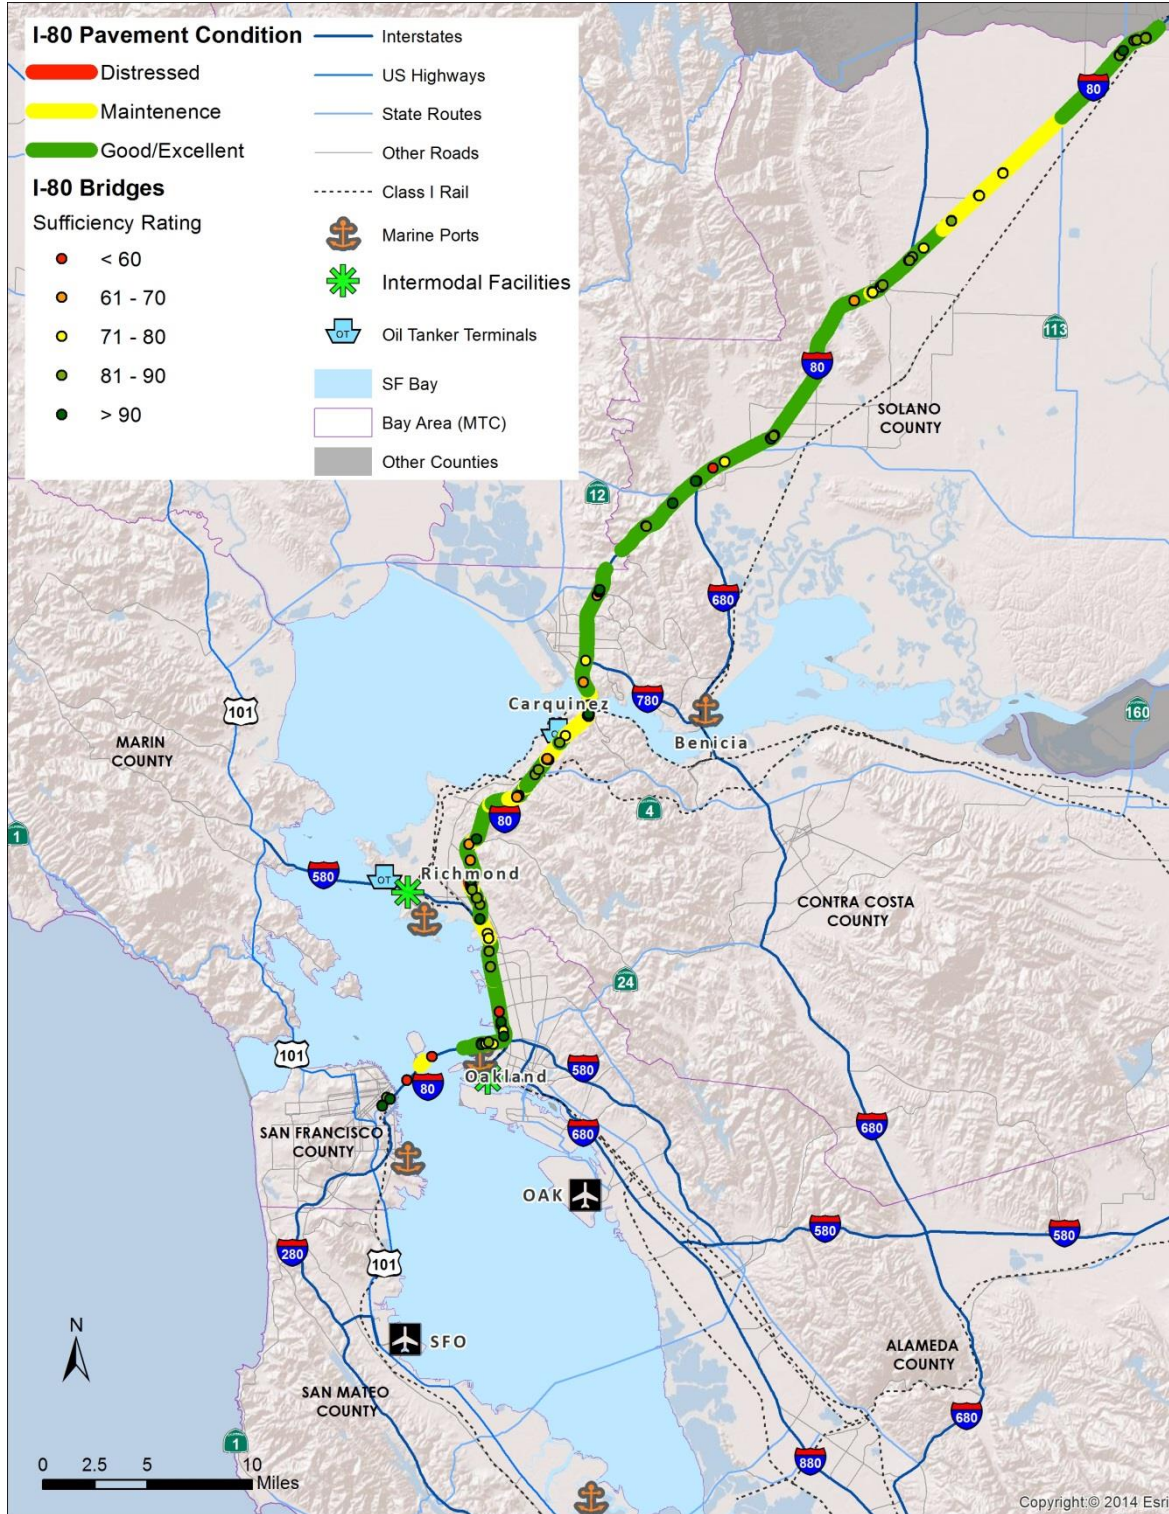 I-80 Pavement Condition
Distressed
Maintenence
Good/Excellent
I-80 Bridges
Sufficiency Rating
< 60
61 - 70
71 - 80
81 - 90
> 90
Interstates
US Highways
State Routes
Other Roads
Class I Rail
Marine Ports
Intermodal Facilities
OT
Oil Tanker Terminals
SF Bay
Bay Area (MTC)
Other Counties
80
113
80
SOLANO
COUNTY
12
680
780
Carquinez
Benicia
160
101
MARIN
COUNTY
80
4
1
580
OT
Richmond
CONTRA COSTA
COUNTY
24
101
80
Oakland
580
680
680
SAN FRANCISCO
COUNTY
OAK
580
580
280
101
SFO
N
ALAMEDA
COUNTY
SAN MATEO
COUNTY
680
1
880
0 2.5 5 10
Miles
Copyright:© 2014 Esri